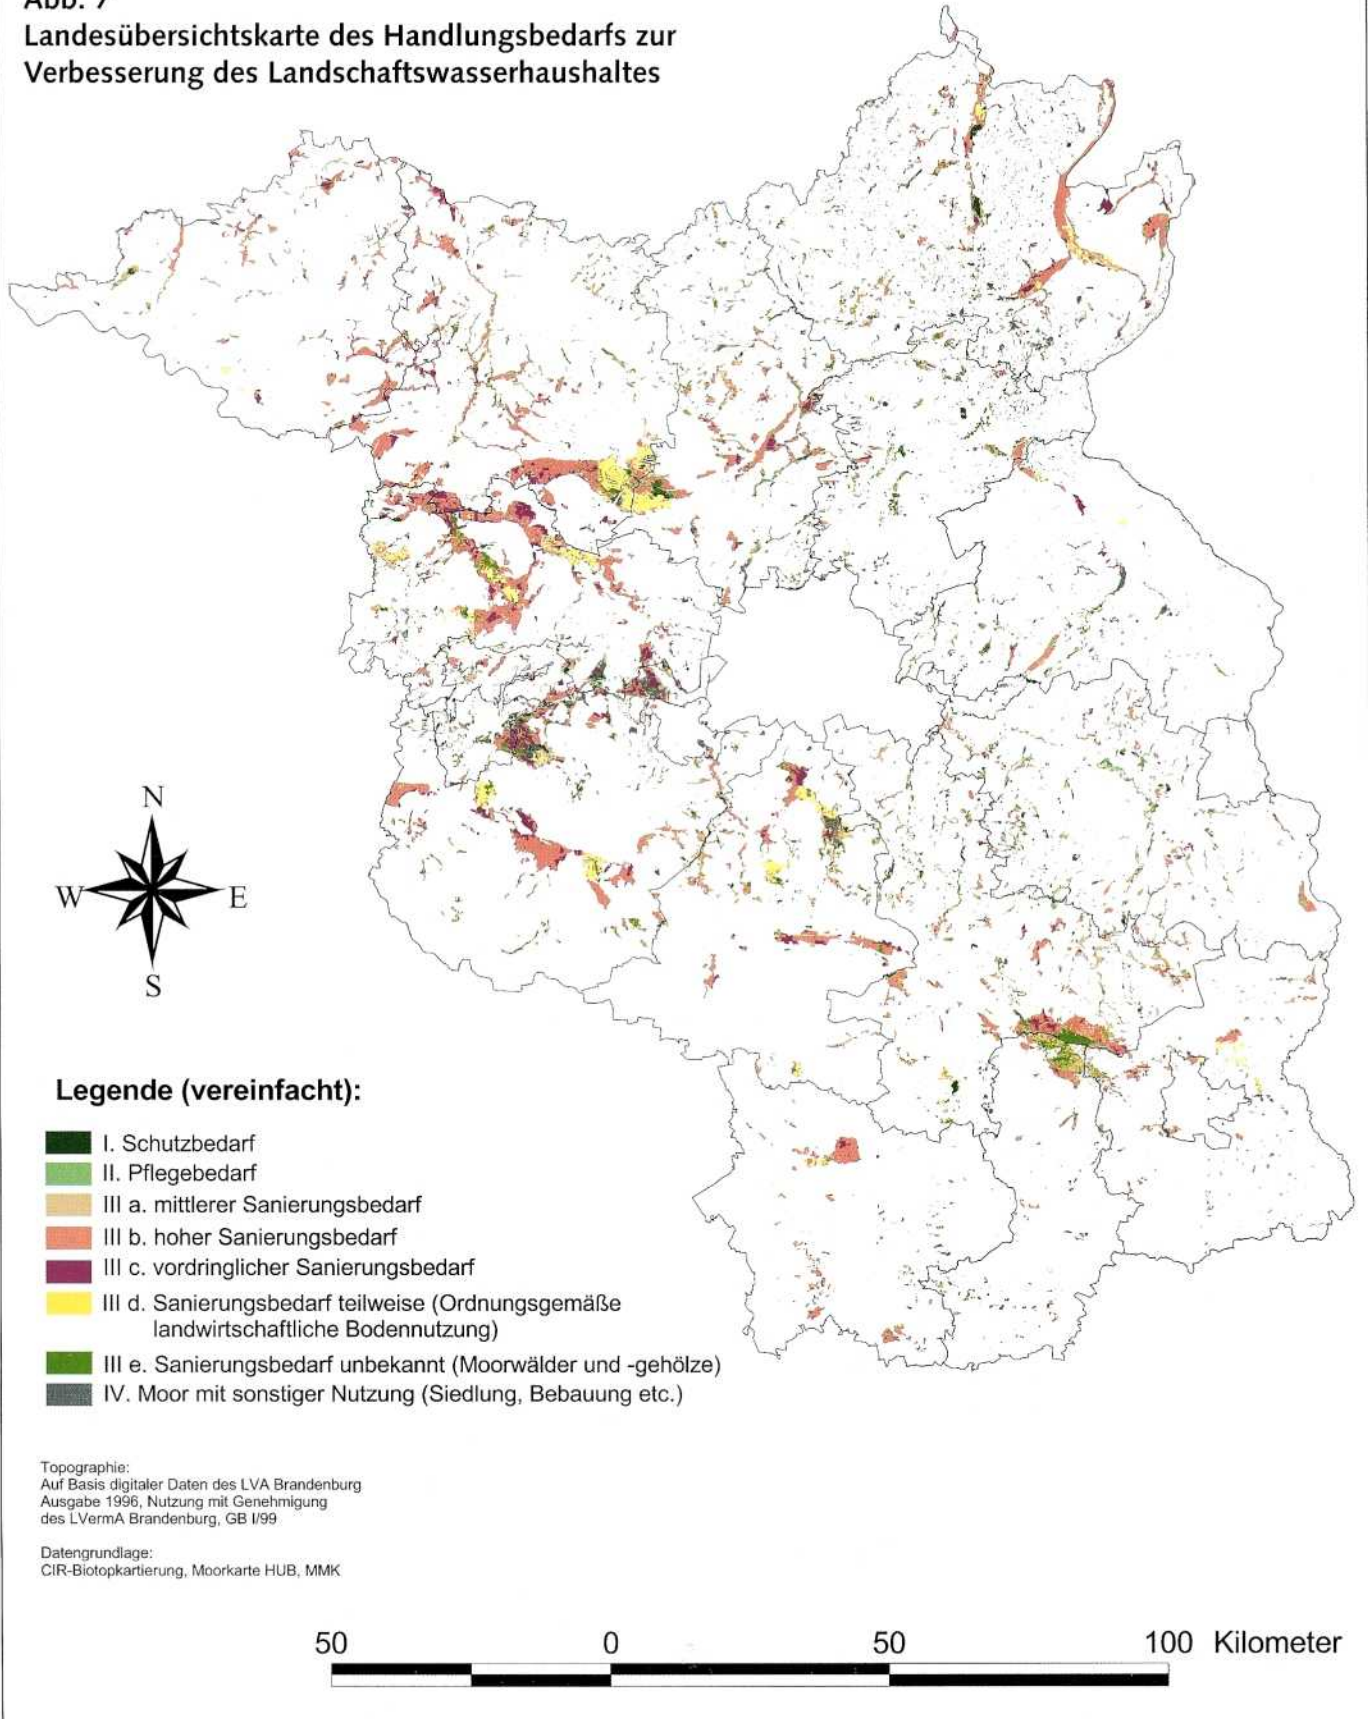 Abb. 7
Landesübersichtskarte des Handlungsbedarfs zur
Verbesserung des Landschaftswasserhaushaltes
N
W
E
S
Legende (vereinfacht):
I. Schutzbedarf
II. Pflegebedarf
III a. mittlerer Sanierungsbedarf
III b. hoher Sanierungsbedarf
III c. vordringlicher Sanierungsbedarf
III d. Sanierungsbedarf teilweise (Ordnungsgemäße
landwirtschaftliche Bodennutzung)
III e. Sanierungsbedarf unbekannt (Moorwälder und -gehölze)
IV. Moor mit sonstiger Nutzung (Siedlung, Bebauung etc.)
Topographie:
Auf Basis digitaler Daten des LVA Brandenburg
Ausgabe 1996, Nutzung mit Genehmigung
des LVermA Brandenburg, GB I/99
Datengrundlage:
CIR-Biotopkartierung, Moorkarte HUB, MMK
50 0 50 100 Kilometer